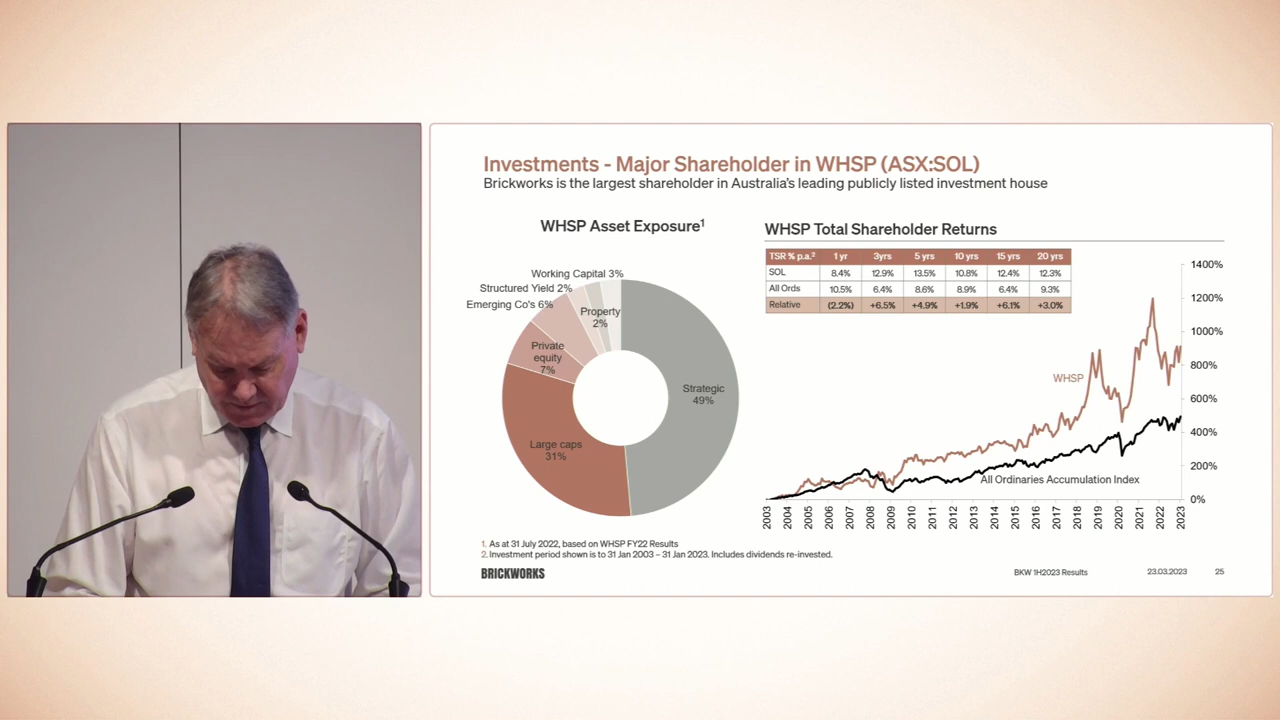 Investments - Major Shareholder in WHSP (ASX:SOL)
Brickworks is the largest shareholder in Australia's leading publicly listed investment house
WHSP Asset Exposure¹
Working Capital 3%
Structured Yield 2%
Emerging Co's 6%
Property
2%
Private
equity
7%
Strategic
49%
Large caps
31%
WHSP Total Shareholder Returns
TSR % p.a.² 1 yr 3yrs 5 yrs 10 yrs 15 yrs 20 yrs
SOL 8.4% 12.9% 13.5% 10.8% 12.4% 12.3%
All Ords 10.5% 6.4% 8.6% 8.9% 6.4% 9.3%
Relative (2.2%) +6.5% +4.9% +1.9% +6.1% +3.0%
1400%
1200%
1000%
800%
600%
400%
200%
0%
WHSP
All Ordinaries Accumulation Index
2003 2004 2005 2006 2007 2008 2009 2010 2011 2012 2013 2014 2015 2016 2017 2018 2019 2020 2021 2022 2023
1. As at 31 July 2022, based on WHSP FY22 Results
2. Investment period shown is to 31 Jan 2003 – 31 Jan 2023. Includes dividends re-invested.
BRICKWORKS
BKW 1H2023 Results 23.03.2023 25